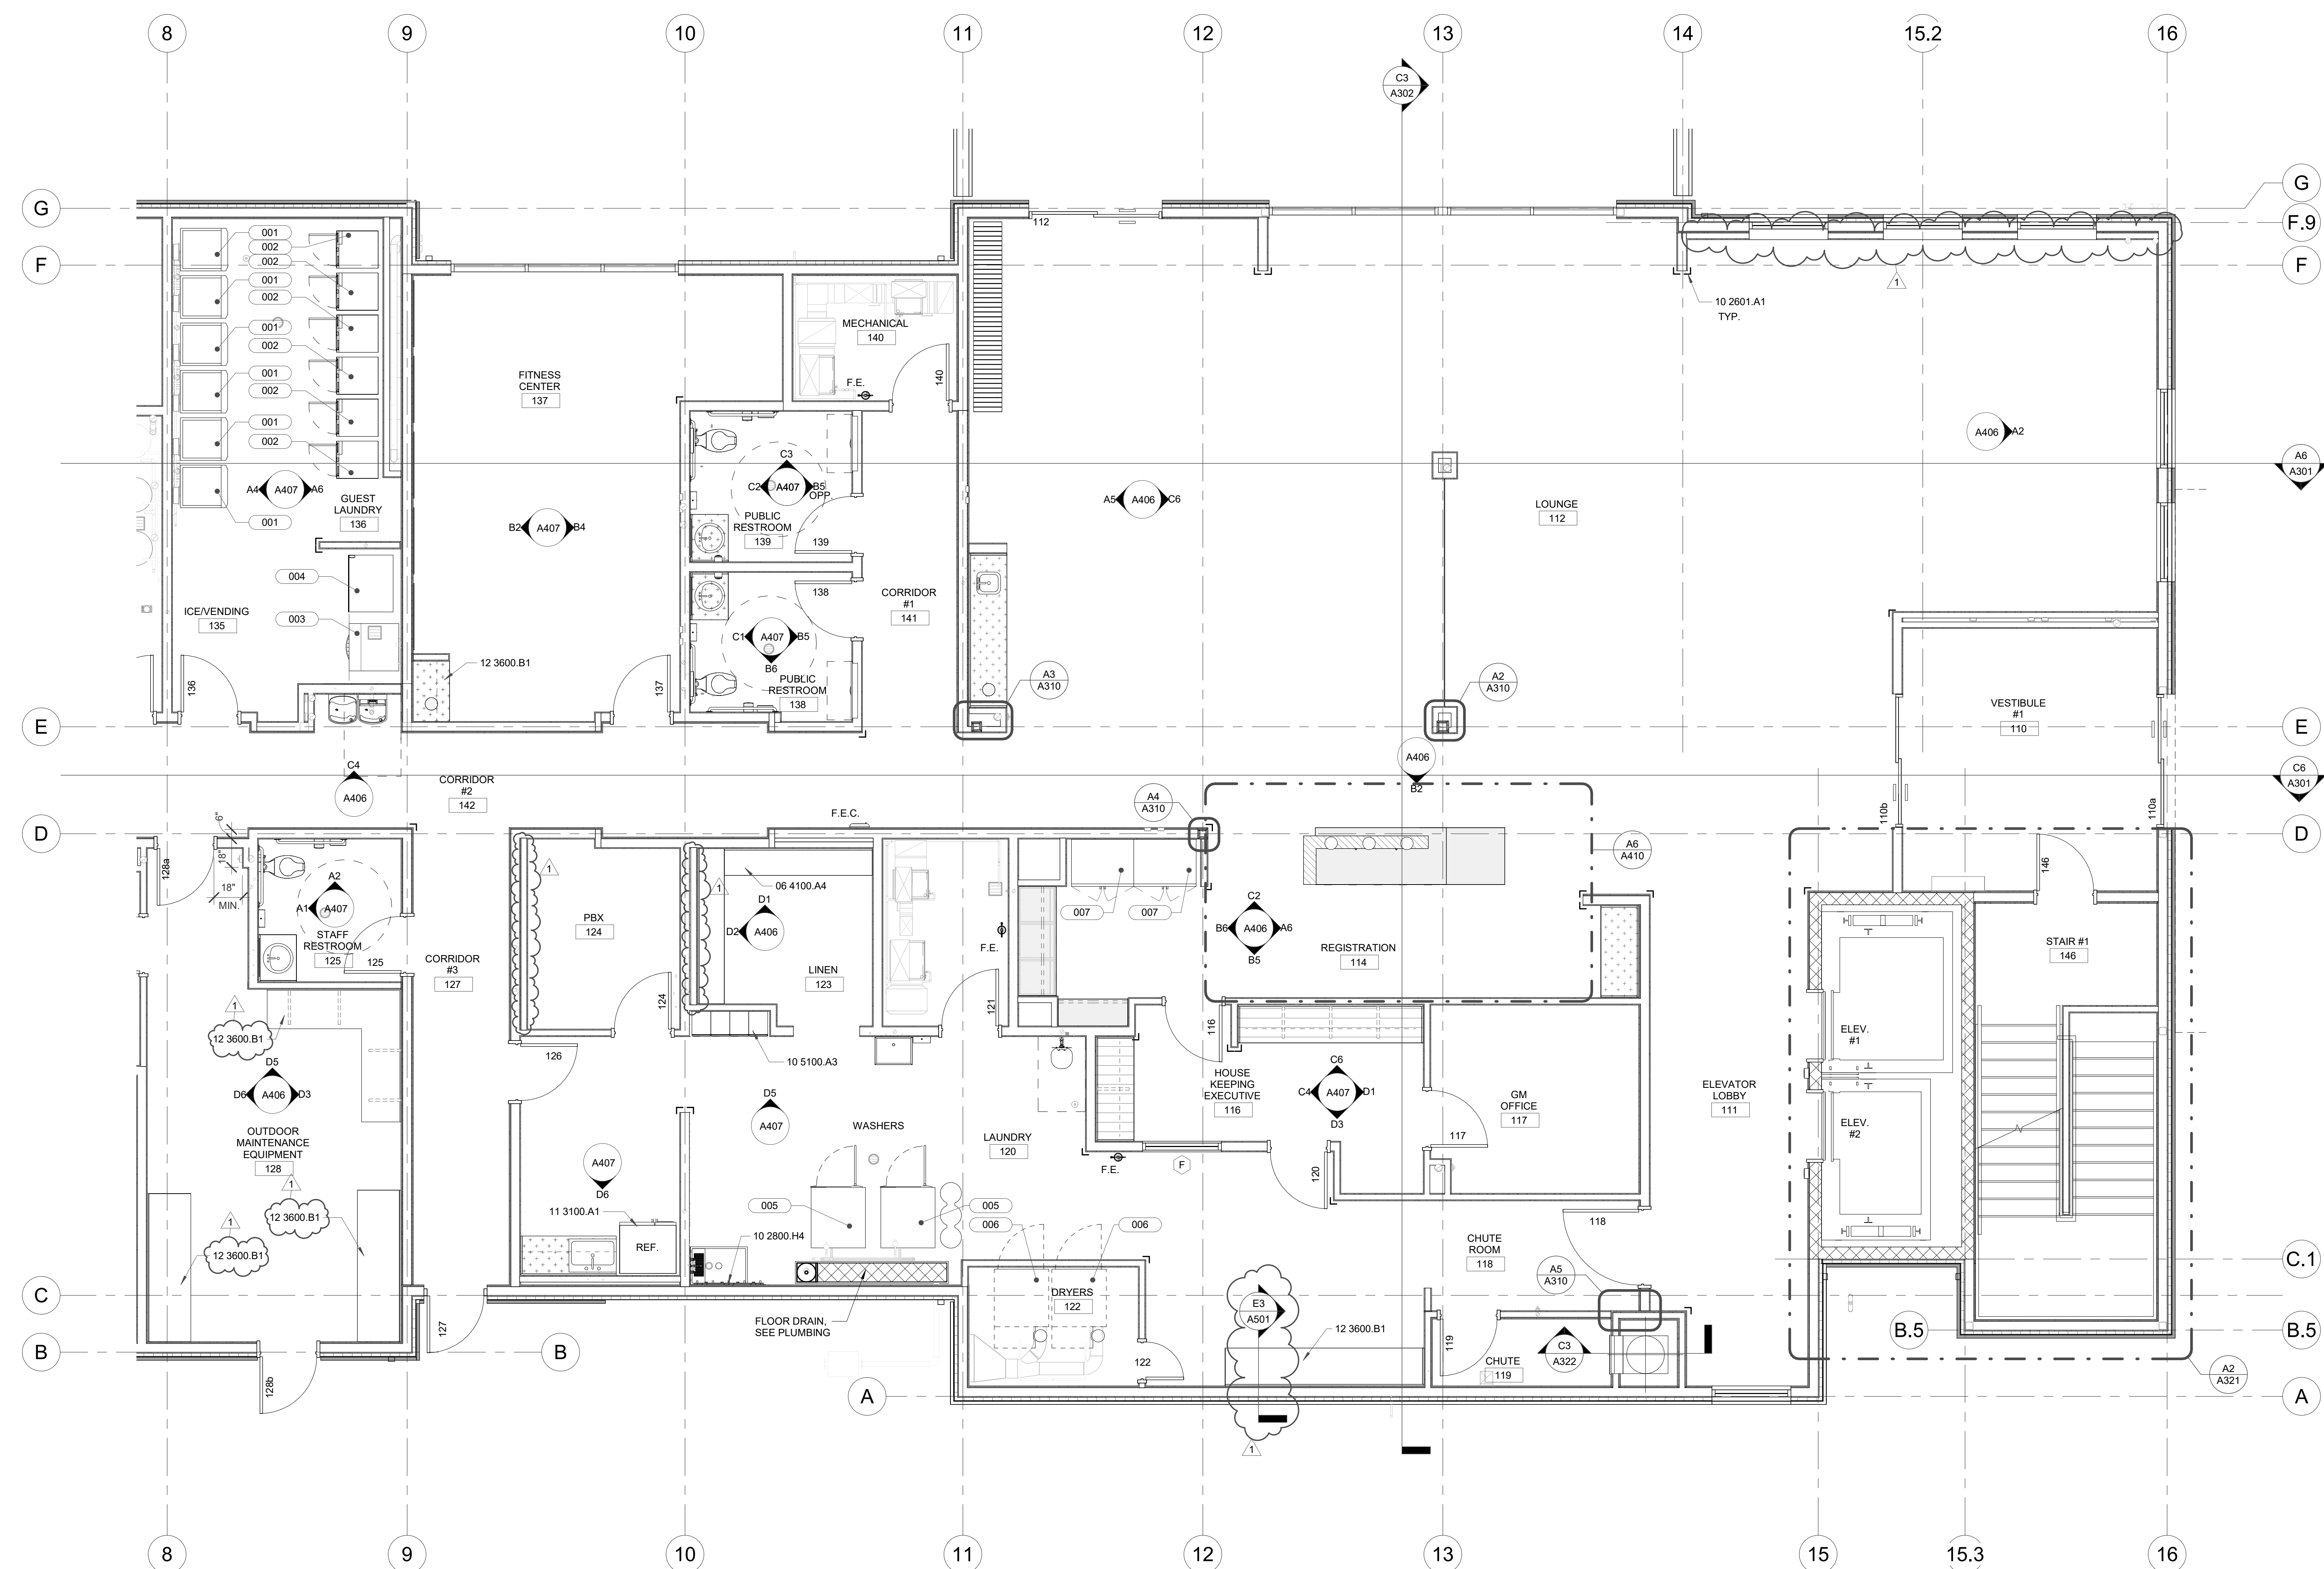 8
9
10
11
12
13
14
15.2
16
C3
A302
G
G
F.9
F
F
112
1
10 2601.A1
TYP.
001
002
002
001
002
001
002
002
001
002
001
002
001
MECHANICAL
140
F.E.
140
FITNESS
CENTER
137
A406
A2
A6
A301
A4
A407
A6
GUEST
LAUNDRY
136
C3
C2
A407
B5
OPP.
B2
A407
B4
A5
A406
C6
LOUNGE
112
PUBLIC
RESTROOM
139
139
004
003
138
CORRIDOR
#1
141
ICE/VENDING
135
C1
A407
B5
B6
12 3600.B1
PUBLIC
RESTROOM
138
136
137
A3
A310
A2
A310
VESTIBULE
#1
110
E
E
C4
A406
CORRIDOR
#2
142
A406
B2
C6
A301
F.E.C.
A4
A310
110b
110a
D
D
6"
18"
18"
MIN.
128a
A2
A1
A407
STAFF
RESTROOM
125
125
1
1
06 4100.A4
PBX
124
D1
D2
A406
LINEN
123
007
007
C2
B6
A406
A6
B5
A6
A410
REGISTRATION
114
146
STAIR #1
146
F.E.
CORRIDOR
#3
127
124
121
116
1
12 3600.B1
126
10 5100.A3
D5
D6
A406
D3
D5
A407
HOUSE
KEEPING
EXECUTIVE
116
C6
C4
A407
D1
D3
GM
OFFICE
117
117
ELEVATOR
LOBBY
111
ELEV.
#1
ELEV.
#2
OUTDOOR
MAINTENANCE
EQUIPMENT
128
WASHERS
LAUNDRY
120
F.E.
F
120
A407
D6
1
12 3600.B1
1
12 3600.B1
11 3100.A1
REF.
005
005
006
006
10 2800.H4
118
CHUTE
ROOM
118
A5
A310
C.1
C
C
127
FLOOR DRAIN,
SEE PLUMBING
DRYERS
122
E3
A501
12 3600.B1
119
C3
A322
B.5
B.5
B
B
122
CHUTE
119
128b
A2
A321
A
A
1
8
9
10
11
12
13
15
15.3
16